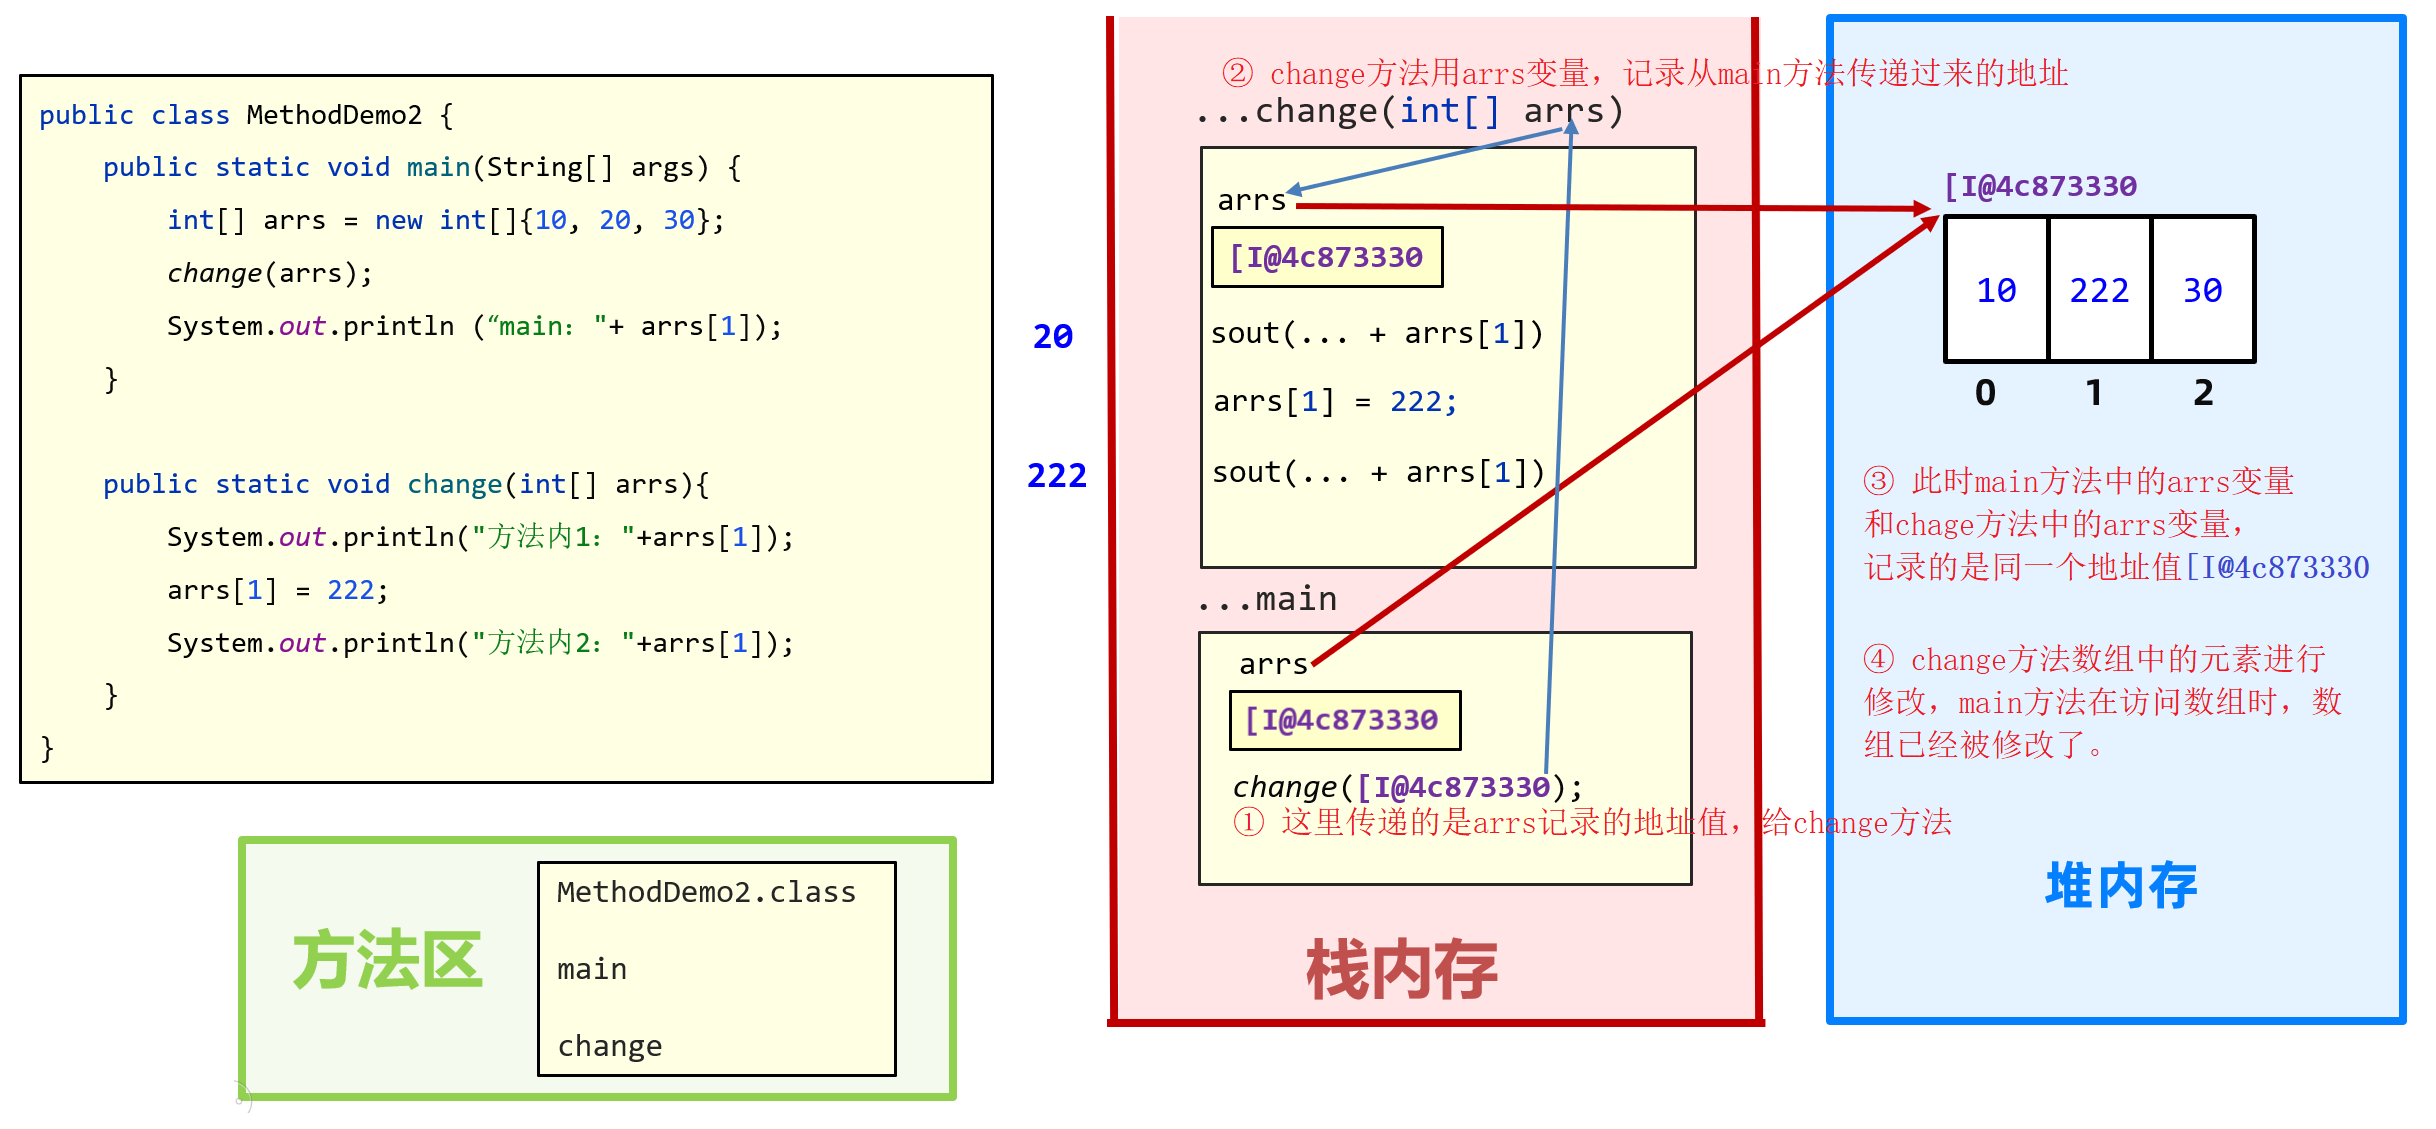 public class MethodDemo2 {
public static void main(String[] args) {
int[] arrs = new int[]{10, 20, 30};
change(arrs);
System.out.println (“main："+ arrs[1]);
}
public static void change(int[] arrs){
System.out.println("方法内1："+arrs[1]);
arrs[1] = 222;
System.out.println("方法内2："+arrs[1]);
}
}
方法区
MethodDemo2.class
main
change
20
222
② change方法用arrs变量，记录从main方法传递过来的地址
...change(int[] arrs)
arrs
[I@4c873330
sout(... + arrs[1])
arrs[1] = 222;
sout(... + arrs[1])
...main
arrs
[I@4c873330
change([I@4c873330);
① 这里传递的是arrs记录的地址值，给change方法
栈内存
[I@4c873330
10 222 30
0 1 2
③ 此时main方法中的arrs变量
和chage方法中的arrs变量，
记录的是同一个地址值[I@4c873330
④ change方法数组中的元素进行
修改，main方法在访问数组时，数
组已经被修改了。
堆内存